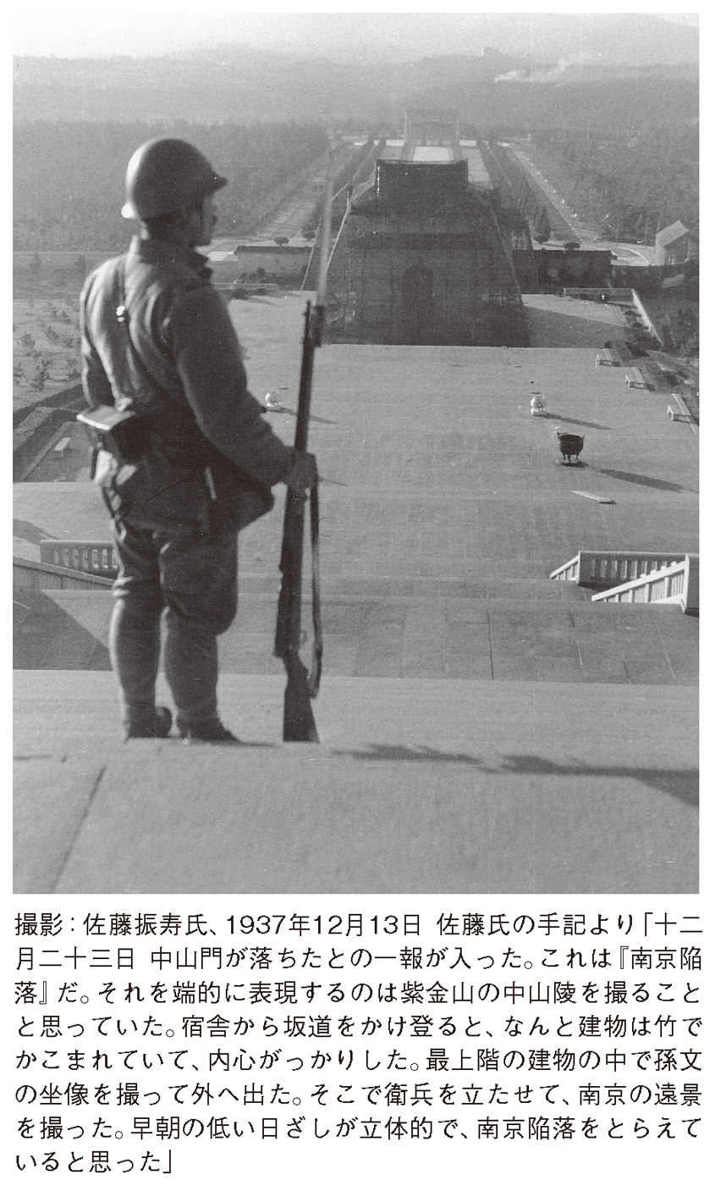 撮影：佐藤振寿氏、1937年12月13日 佐藤氏の手記より「十二
月二十三日 中山門が落ちたとの一報が入った。これは『南京陥
落』だ。それを端的に表現するのは紫金山の中山陵を撮ること
と思っていた。宿舎から坂道をかけ登ると、なんと建物は竹で
かこまれていて、内心がっかりした。最上階の建物の中で孫文
の坐像を撮って外へ出た。そこで衛兵を立たせて、南京の遠景
を撮った。早朝の低い日ざしが立体的で、南京陥落をとらえて
いると思った」